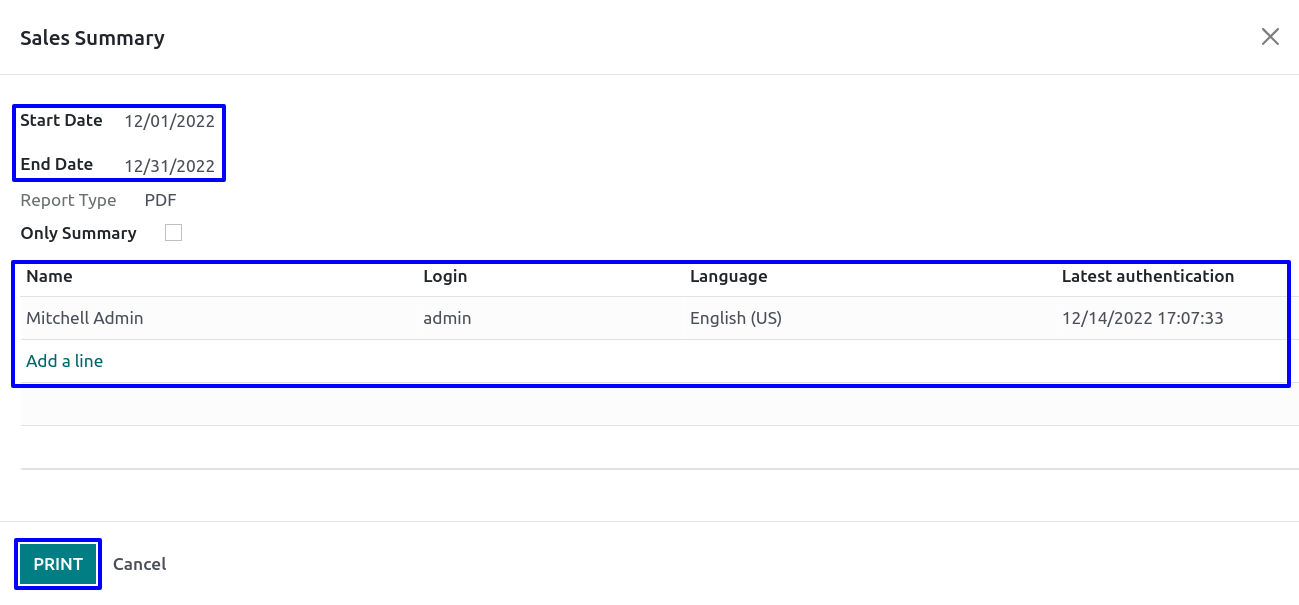 Sales Summary
Start Date 12/01/2022
End Date 12/31/2022
Report Type PDF
Only Summary
Name Login Language Latest authentication
Mitchell Admin admin English (US) 12/14/2022 17:07:33
Add a line
PRINT Cancel